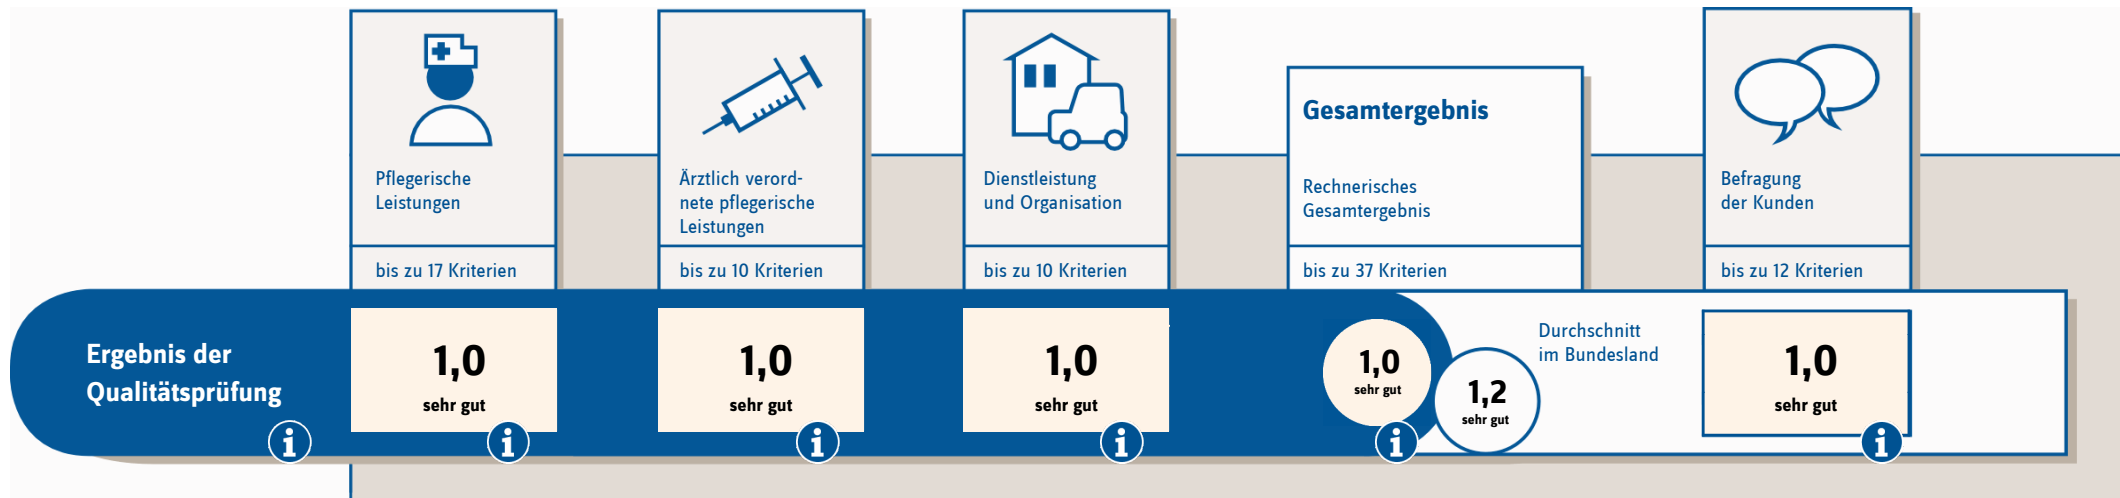 Pflegerische
Leistungen
bis zu 17 Kriterien
Ärztlich verord-
nete pflegerische
Leistungen
bis zu 10 Kriterien
Dienstleistung
und Organisation
bis zu 10 Kriterien
Gesamtergebnis
Rechnerisches
Gesamtergebnis
bis zu 37 Kriterien
Befragung
der Kunden
bis zu 12 Kriterien
Ergebnis der
Qualitätsprüfung
i
1,0
sehr gut
i
1,0
sehr gut
i
1,0
sehr gut
i
1,0
sehr gut
i
1,2
sehr gut
Durchschnitt
im Bundesland
1,0
sehr gut
i